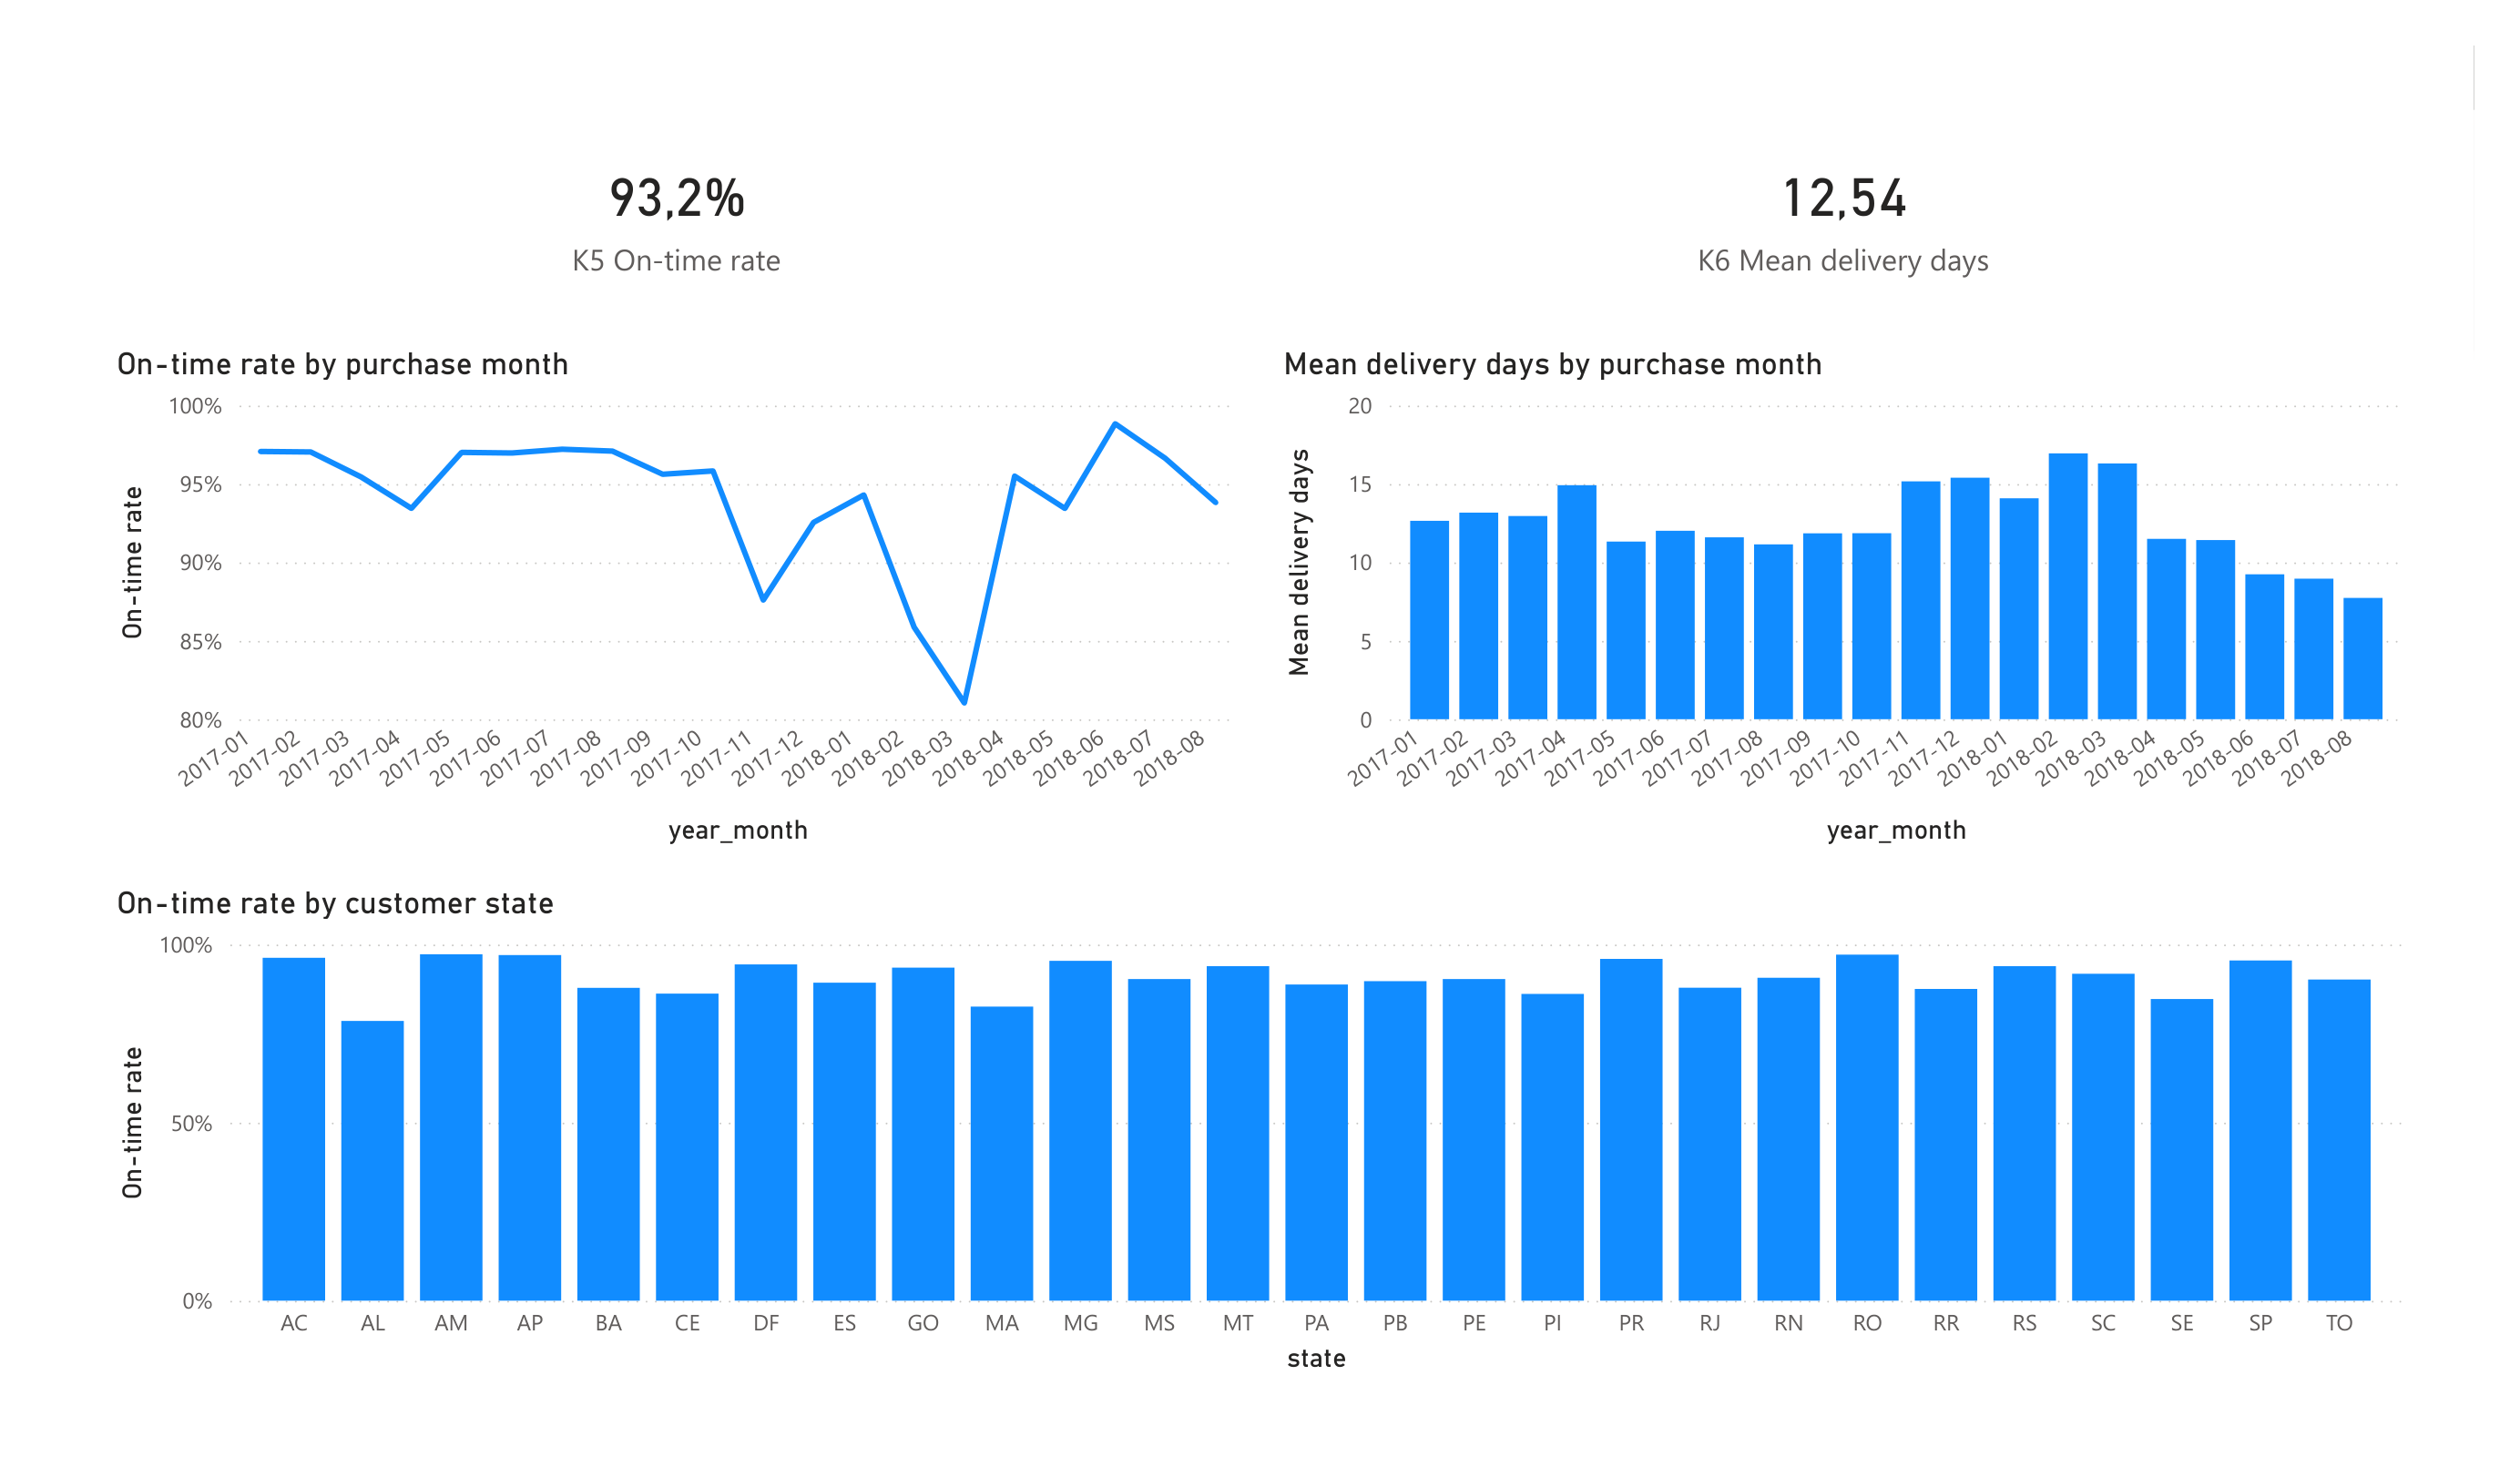 93,2%
K5 On-time rate
12,54
K6 Mean delivery days
On-time rate by purchase month
On-time rate
100%
95%
90%
85%
80%
2017-01 2017-02 2017-03 2017-04 2017-05 2017-06 2017-07 2017-08 2017-09 2017-10 2017-11 2017-12 2018-01 2018-02 2018-03 2018-04 2018-05 2018-06 2018-07 2018-08
year_month
Mean delivery days by purchase month
Mean delivery days
20
15
10
5
0
2017-01 2017-02 2017-03 2017-04 2017-05 2017-06 2017-07 2017-08 2017-09 2017-10 2017-11 2017-12 2018-01 2018-02 2018-03 2018-04 2018-05 2018-06 2018-07 2018-08
year_month
On-time rate by customer state
On-time rate
100%
50%
0%
AC AL AM AP BA CE DF ES GO MA MG MS MT PA PB PE PI PR RJ RN RO RR RS SC SE SP TO
state